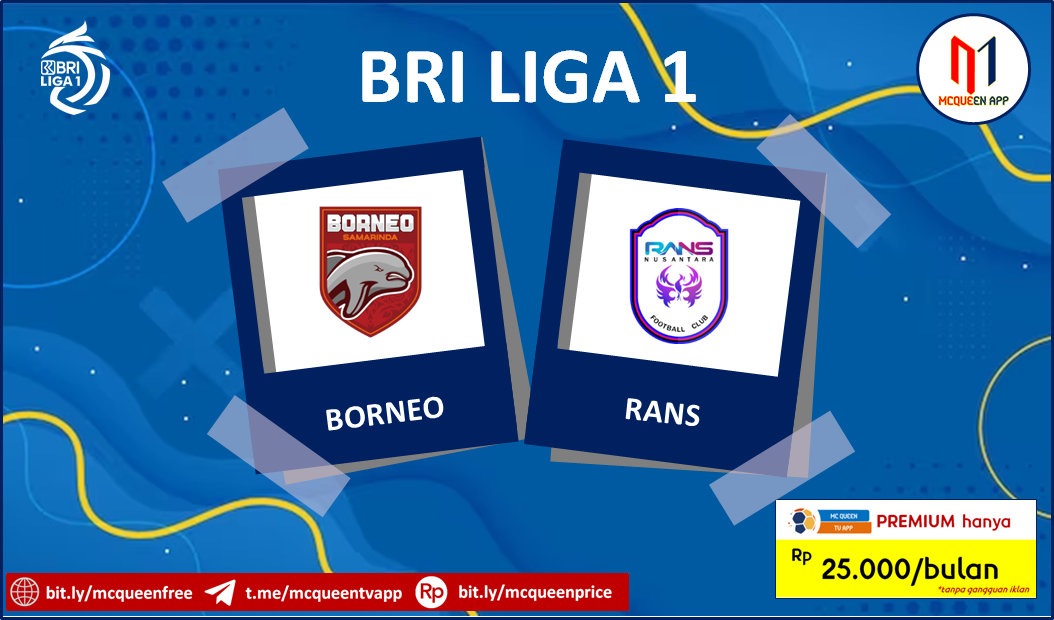 BRI
LIGA 1
BRI LIGA 1
MCQUEEN APP
BORNEO
SAMARINDA
RANS
NUSANTARA
FOOTBALL CLUB
BORNEO
RANS
MC QUEEN
TU APP
PREMIUM hanya
Rp 25.000/bulan
*tanpa gangguan iklan
bit.ly/mcqueenfree
t.me/mcqueentvapp
Rp
bit.ly/mcqueenprice